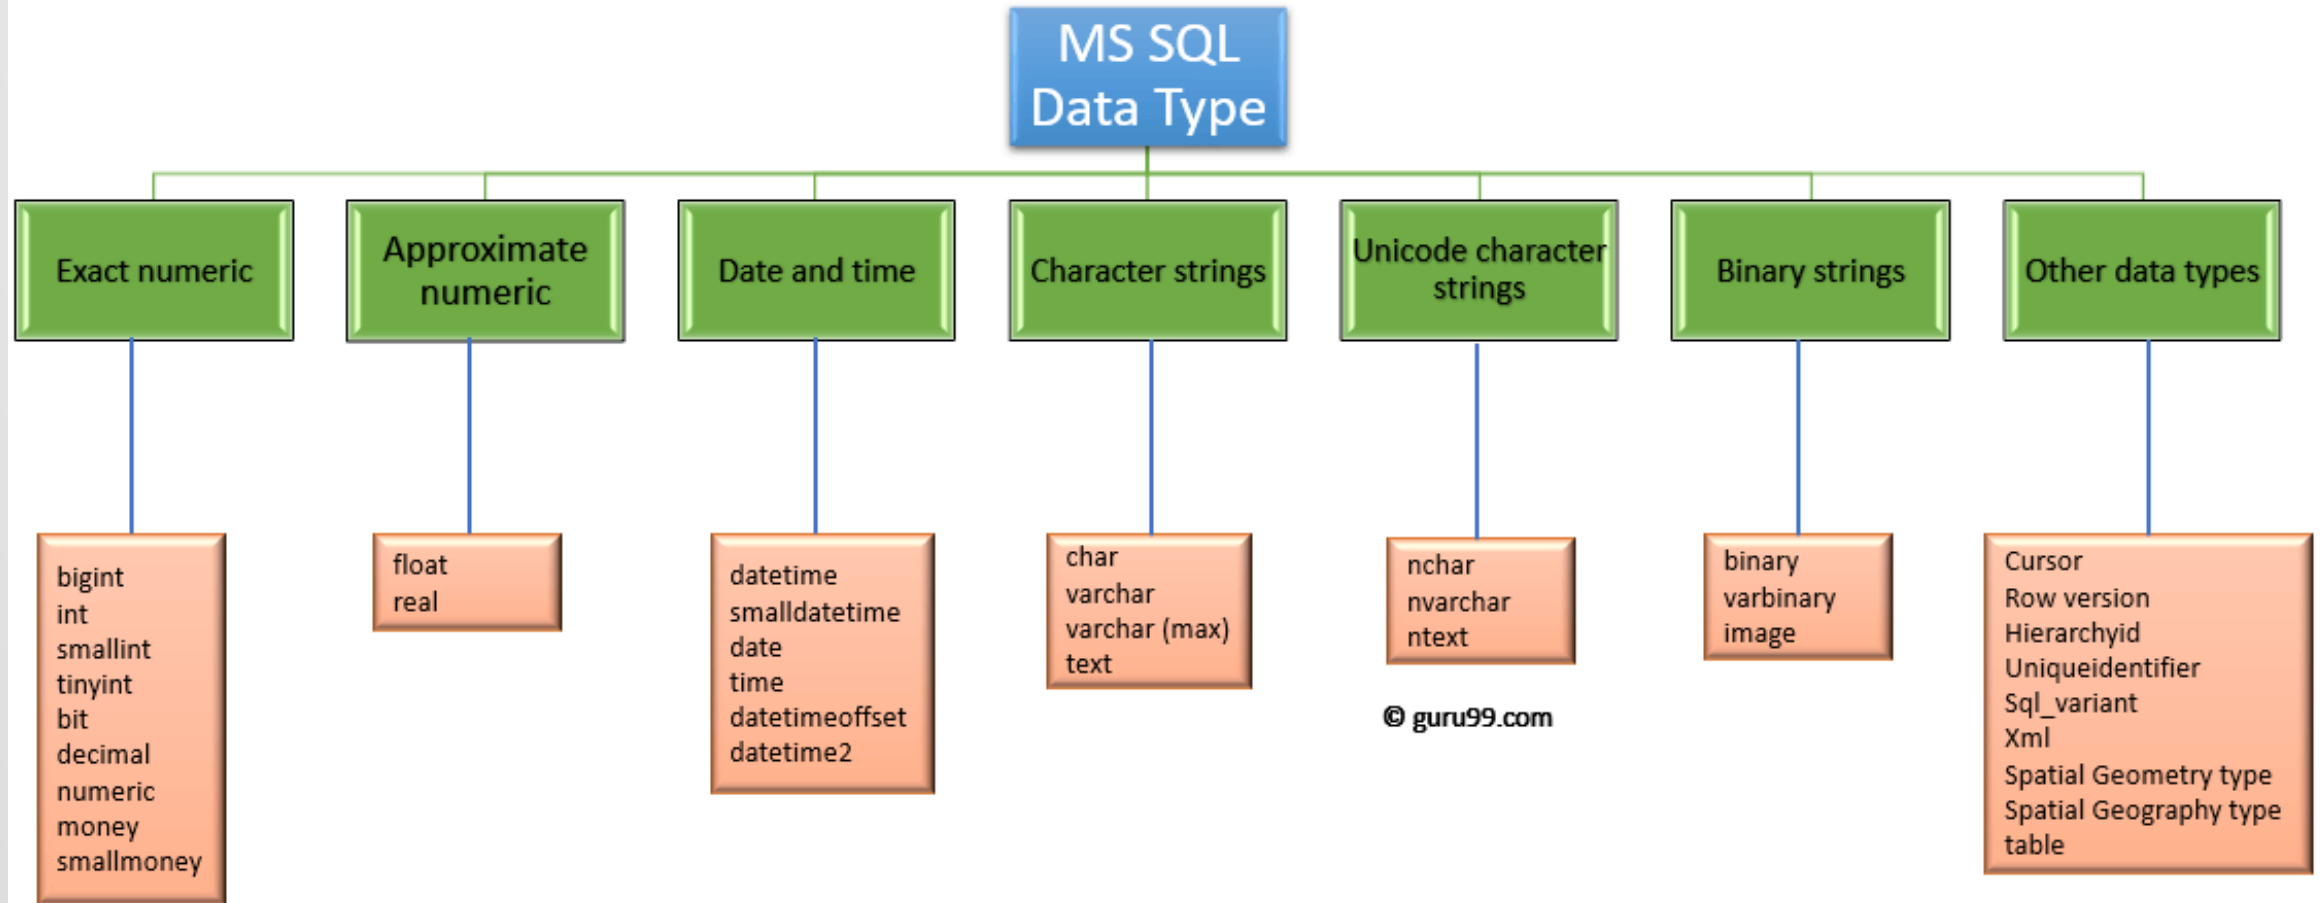 MS SQL
Data Type
Exact numeric
Approximate
numeric
Date and time
Character strings
Unicode character
strings
Binary strings
Other data types
bigint
int
smallint
tinyint
bit
decimal
numeric
money
smallmoney
float
real
datetime
smalldatetime
date
time
datetimeoffset
datetime2
char
varchar
varchar (max)
text
nchar
nvarchar
ntext
© guru99.com
binary
varbinary
image
Cursor
Row version
Hierarchyid
Uniqueidentifier
Sql_variant
Xml
Spatial Geometry type
Spatial Geography type
table